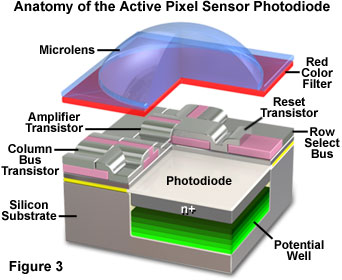 Anatomy of the Active Pixel Sensor Photodiode
Microlens
Red
Color
Filter
Amplifier
Transistor
Reset
Transistor
Column
Bus
Transistor
Row
Select
Bus
Photodiode
Silicon
Substrate
n+
Potential
Well
Figure 3